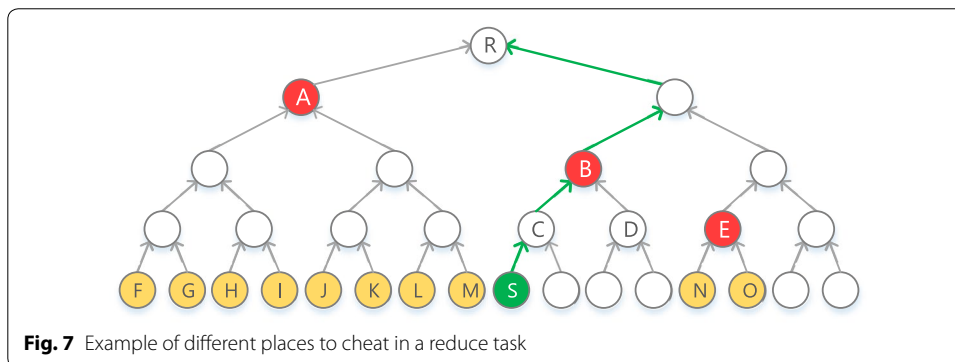 R
A
B
C D E
F G H I J K L M S N O
Fig. 7 Example of different places to cheat in a reduce task